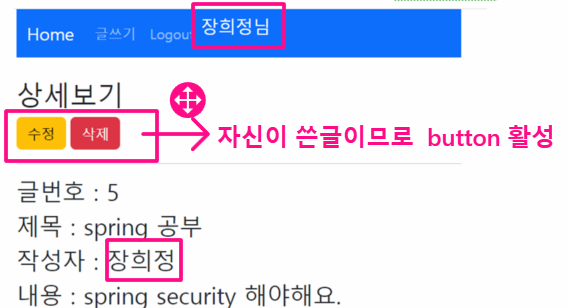 Home 글쓰기 Logou 장희정님
상세보기
수정 삭제 자신이 쓴글이므로 button 활성
글번호 : 5
제목 : spring 공부
작성자 : 장희정
내용 : spring security 해야해요.